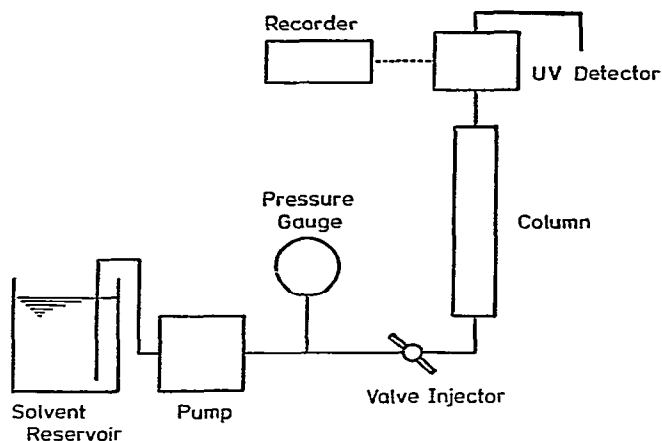 Recorder
UV Detector
Pressure
Gauge
Column
Valve Injector
Solvent
Reservoir
Pump